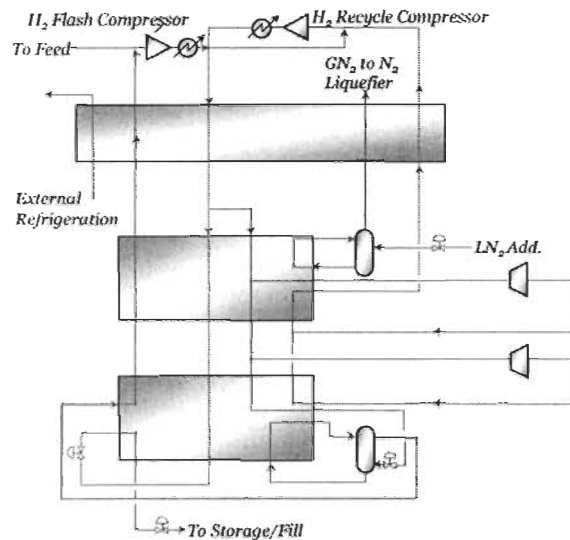 H₂ Flash Compressor
H₂ Recycle Compressor
To Feed
GN₂ to N₂
Liquefier
External
Refrigeration
LN₂ Add.
To Storage/Fill